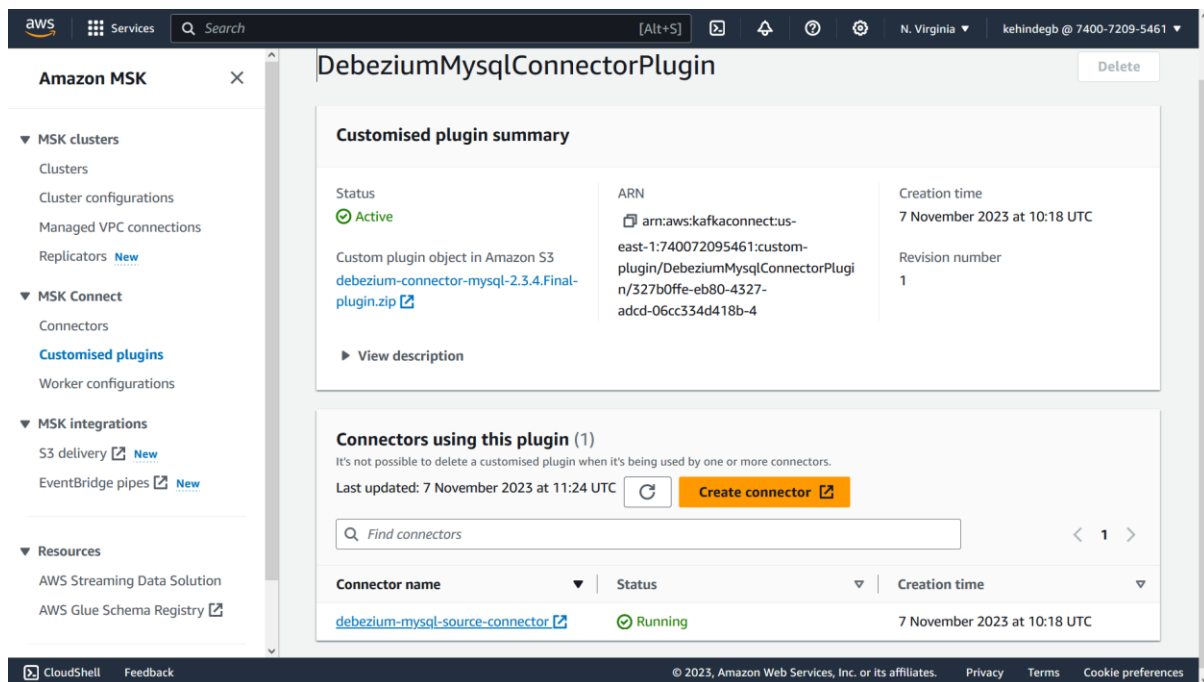 aws
Services
Search
[Alt+S]
N. Virginia
kehindegb @ 7400-7209-5461
Amazon MSK
MSK clusters
Clusters
Cluster configurations
Managed VPC connections
Replicators New
MSK Connect
Connectors
Customised plugins
Worker configurations
MSK integrations
S3 delivery New
EventBridge pipes New
Resources
AWS Streaming Data Solution
AWS Glue Schema Registry
DebeziumMysqlConnectorPlugin
Delete
Customised plugin summary
Status
Active
Custom plugin object in Amazon S3
debezium-connector-mysql-2.3.4.Final-
plugin.zip
View description
ARN
arn:aws:kafkaconnect:us-
east-1:740072095461:custom-
plugin/DebeziumMysqlConnectorPlugi
n/327b0ffe-eb80-4327-
adcd-06cc334d418b-4
Creation time
7 November 2023 at 10:18 UTC
Revision number
1
Connectors using this plugin (1)
It's not possible to delete a customised plugin when it's being used by one or more connectors.
Last updated: 7 November 2023 at 11:24 UTC
Create connector
Find connectors
1
Connector name
Status
Creation time
debezium-mysql-source-connector
Running
7 November 2023 at 10:18 UTC
CloudShell
Feedback
© 2023, Amazon Web Services, Inc. or its affiliates.
Privacy
Terms
Cookie preferences